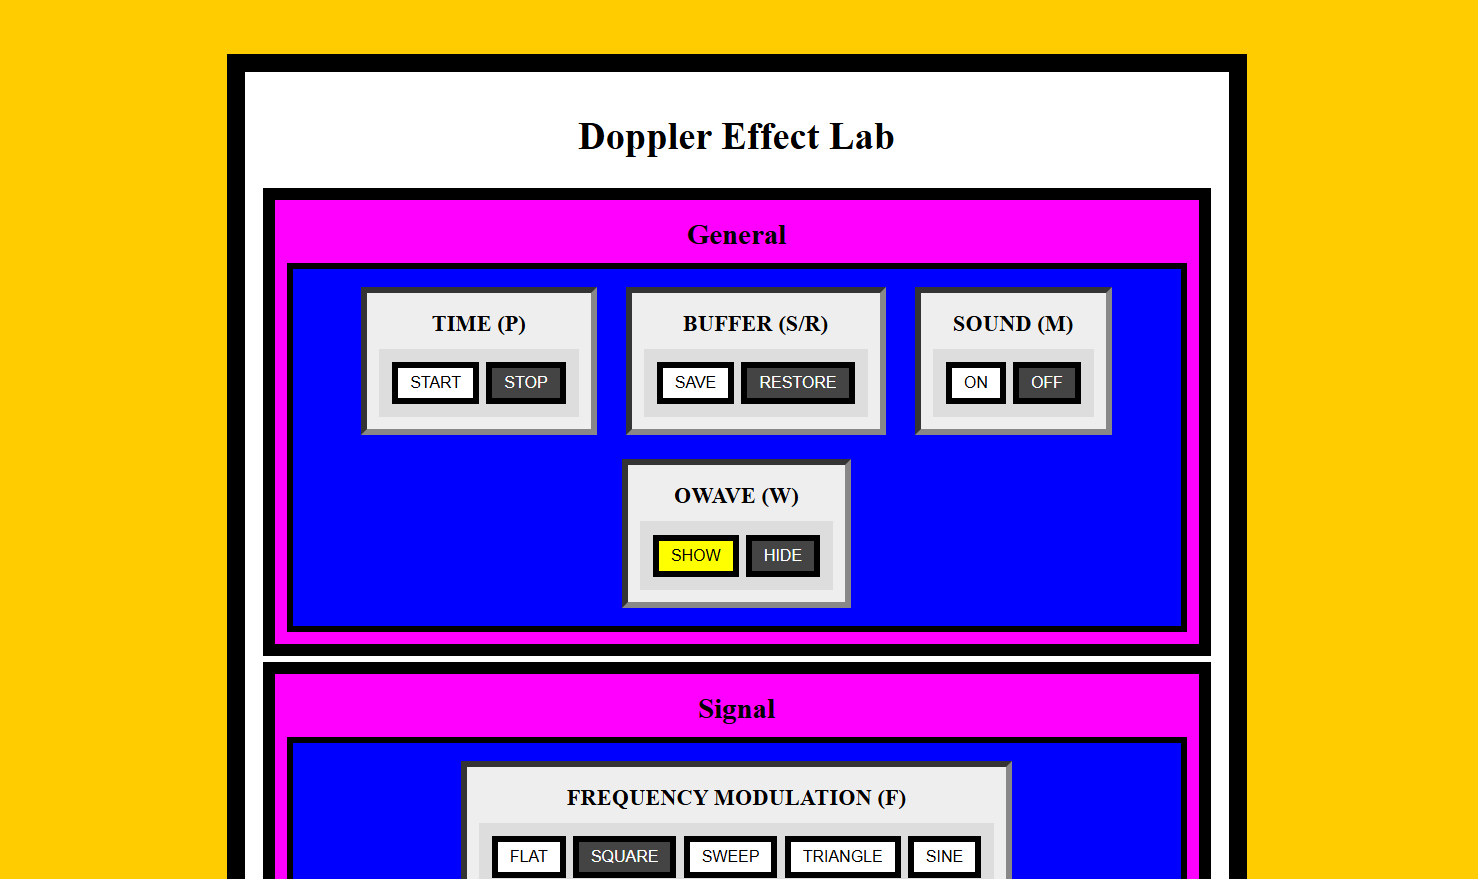 Doppler Effect Lab
General
TIME (P)
START STOP
BUFFER (S/R)
SAVE RESTORE
SOUND (M)
ON OFF
OWAVE (W)
SHOW HIDE
Signal
FREQUENCY MODULATION (F)
FLAT SQUARE SWEEP TRIANGLE SINE